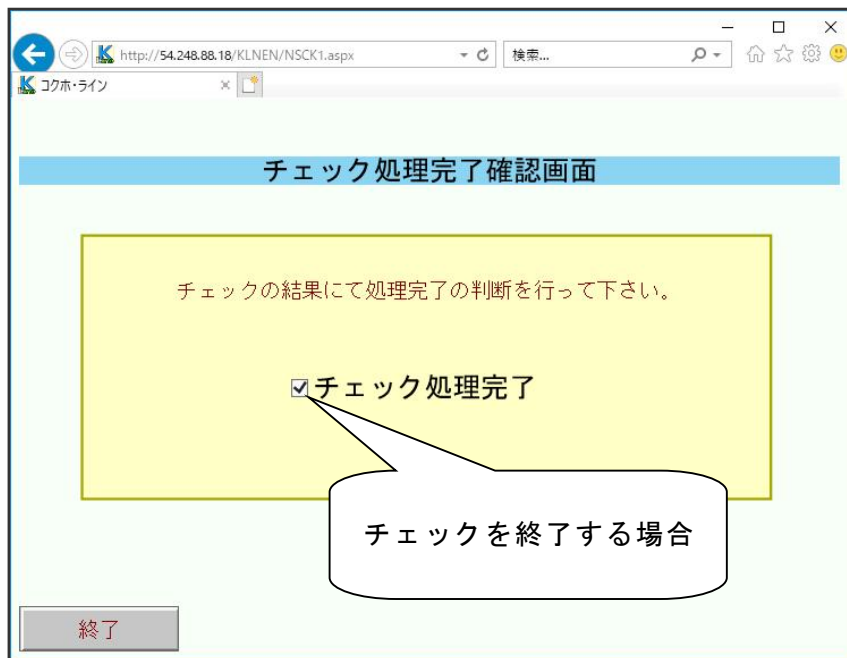 http://54.248.88.18/KLNEN/NSCK1.aspx
検索...
コクホ・ライン
チェック処理完了確認画面
チェックの結果にて処理完了の判断を行って下さい。
チェック処理完了
チェックを終了する場合
終了